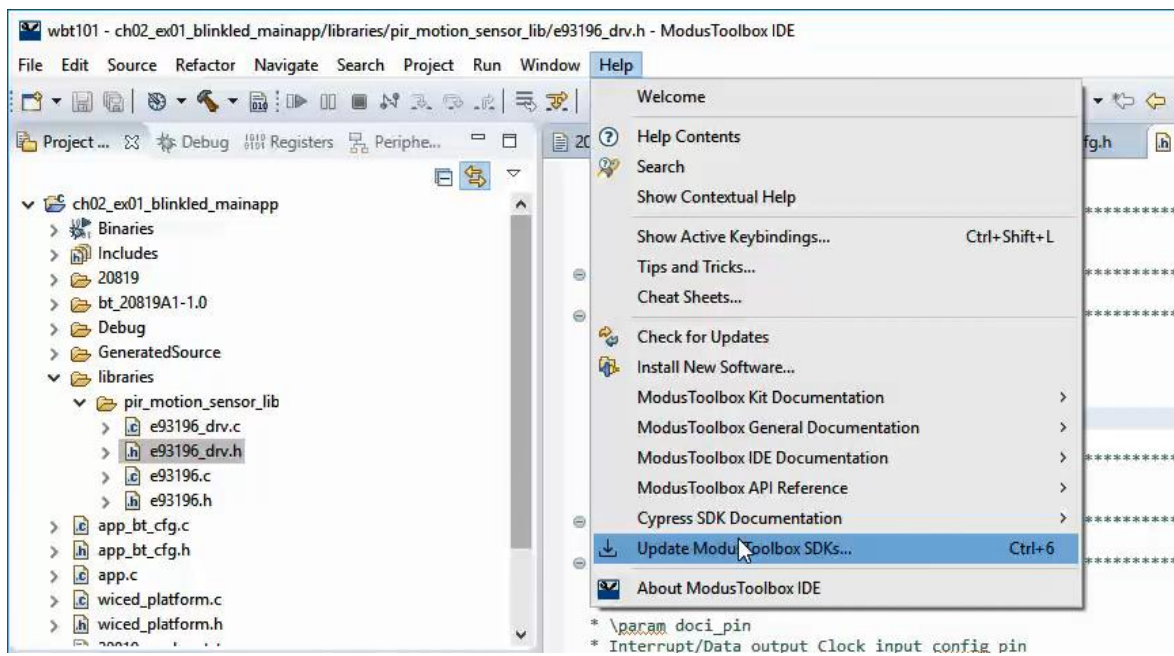 wbt101 - ch02_ex01_blinkled_mainapp/libraries/pir_motion_sensor_lib/e93196_drv.h - ModusToolbox IDE
File Edit Source Refactor Navigate Search Project Run Window Help
Project ... Debug Registers Periphe...
ch02_ex01_blinkled_mainapp
Binaries
Includes
20819
bt_20819A1-1.0
Debug
GeneratedSource
libraries
pir_motion_sensor_lib
e93196_drv.c
e93196_drv.h
e93196.c
e93196.h
app_bt_cfg.c
app_bt_cfg.h
app.c
wiced_platform.c
wiced_platform.h
20
Welcome
Help Contents
Search
Show Contextual Help
Show Active Keybindings... Ctrl+Shift+L
Tips and Tricks...
Cheat Sheets...
Check for Updates
Install New Software...
ModusToolbox Kit Documentation
ModusToolbox General Documentation
ModusToolbox IDE Documentation
ModusToolbox API Reference
Cypress SDK Documentation
Update ModusToolbox SDKs... Ctrl+6
About ModusToolbox IDE
fg.h
**********
**********
**********
**********
**********
**********
* \param doci_pin
* Interrupt/Data output Clock input config pin